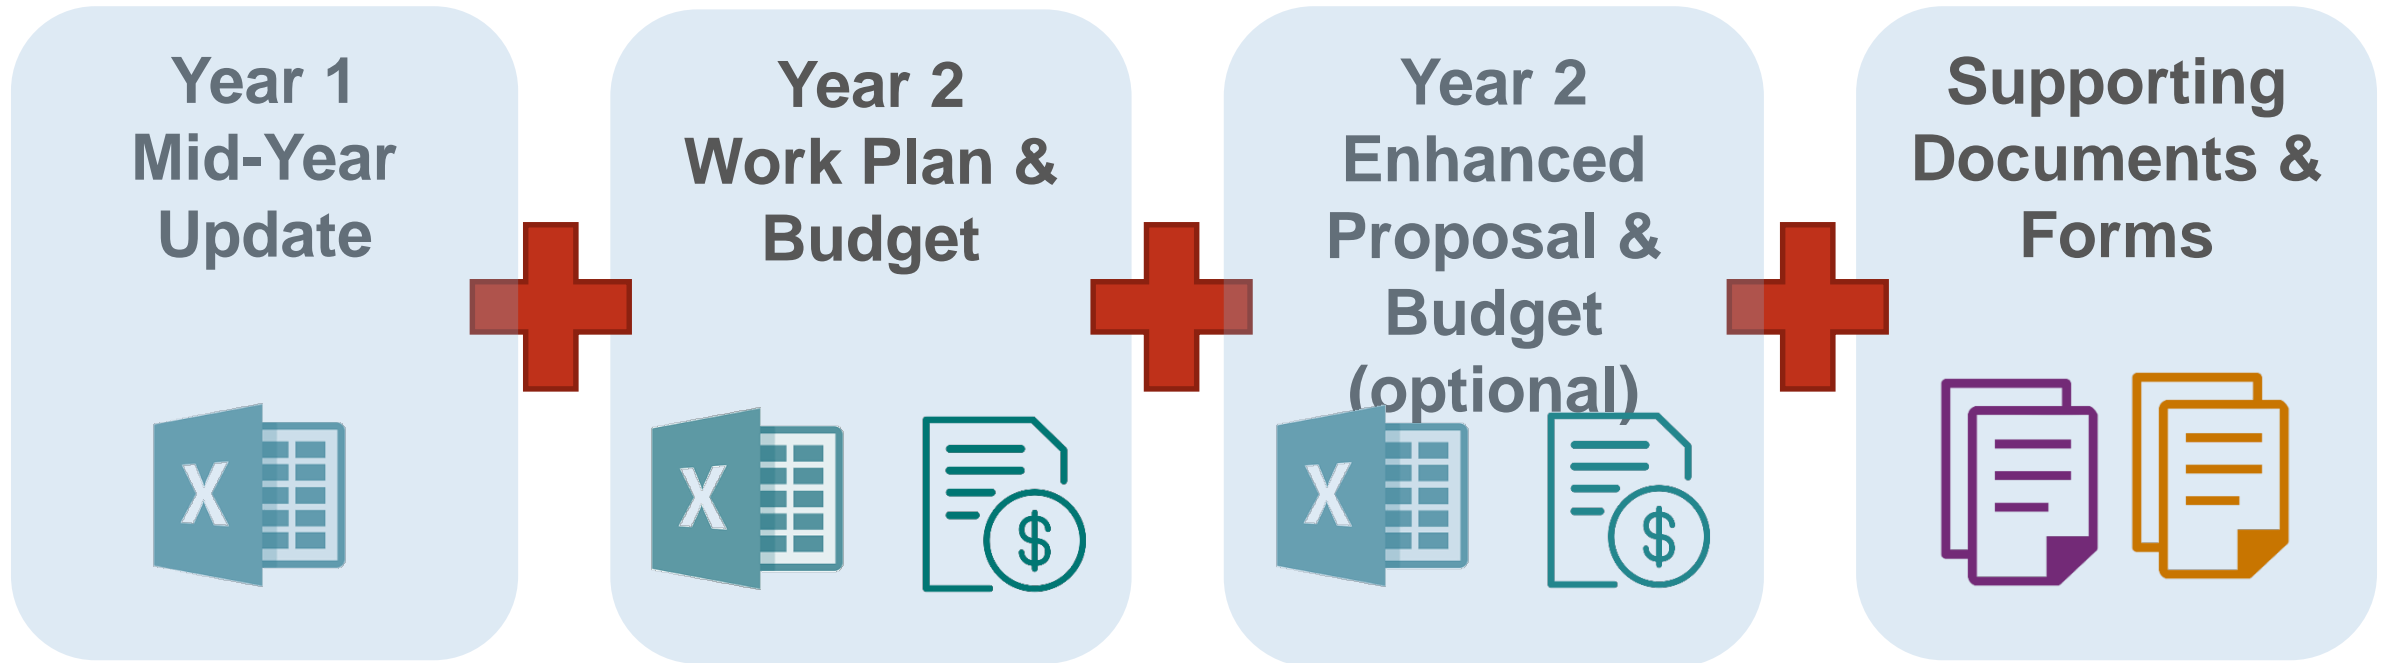 Year 1
Mid-Year
Update
Year 2
Work Plan &
Budget
Year 2
Enhanced
Proposal &
Budget
(optional)
Supporting
Documents &
Forms
X
$
X
$
X